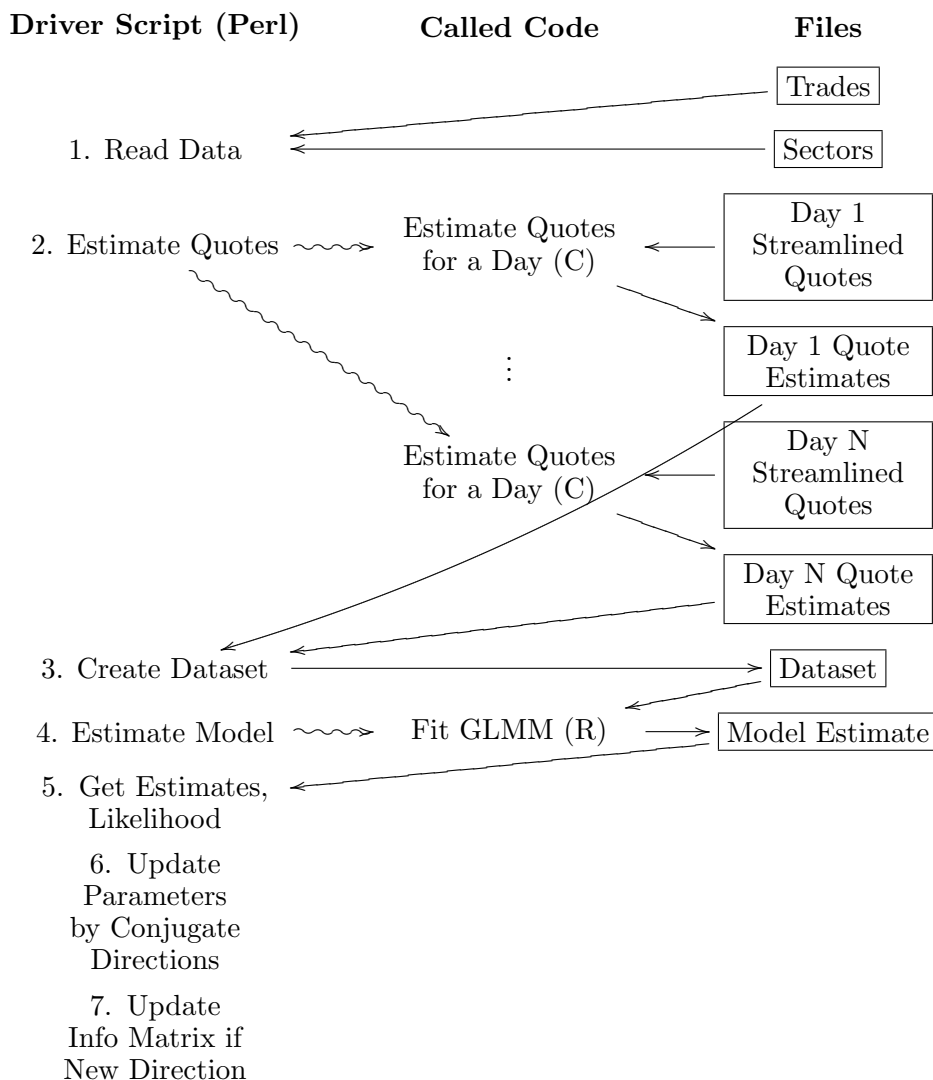 Driver Script (Perl) Called Code Files
Trades
1. Read Data Sectors
2. Estimate Quotes
Estimate Quotes
for a Day (C)
Day 1
Streamlined
Quotes
Day 1 Quote
Estimates
⋮
Estimate Quotes
for a Day (C)
Day N
Streamlined
Quotes
Day N Quote
Estimates
3. Create Dataset Dataset
4. Estimate Model Fit GLMM (R) Model Estimate
5. Get Estimates,
Likelihood
6. Update
Parameters
by Conjugate
Directions
7. Update
Info Matrix if
New Direction